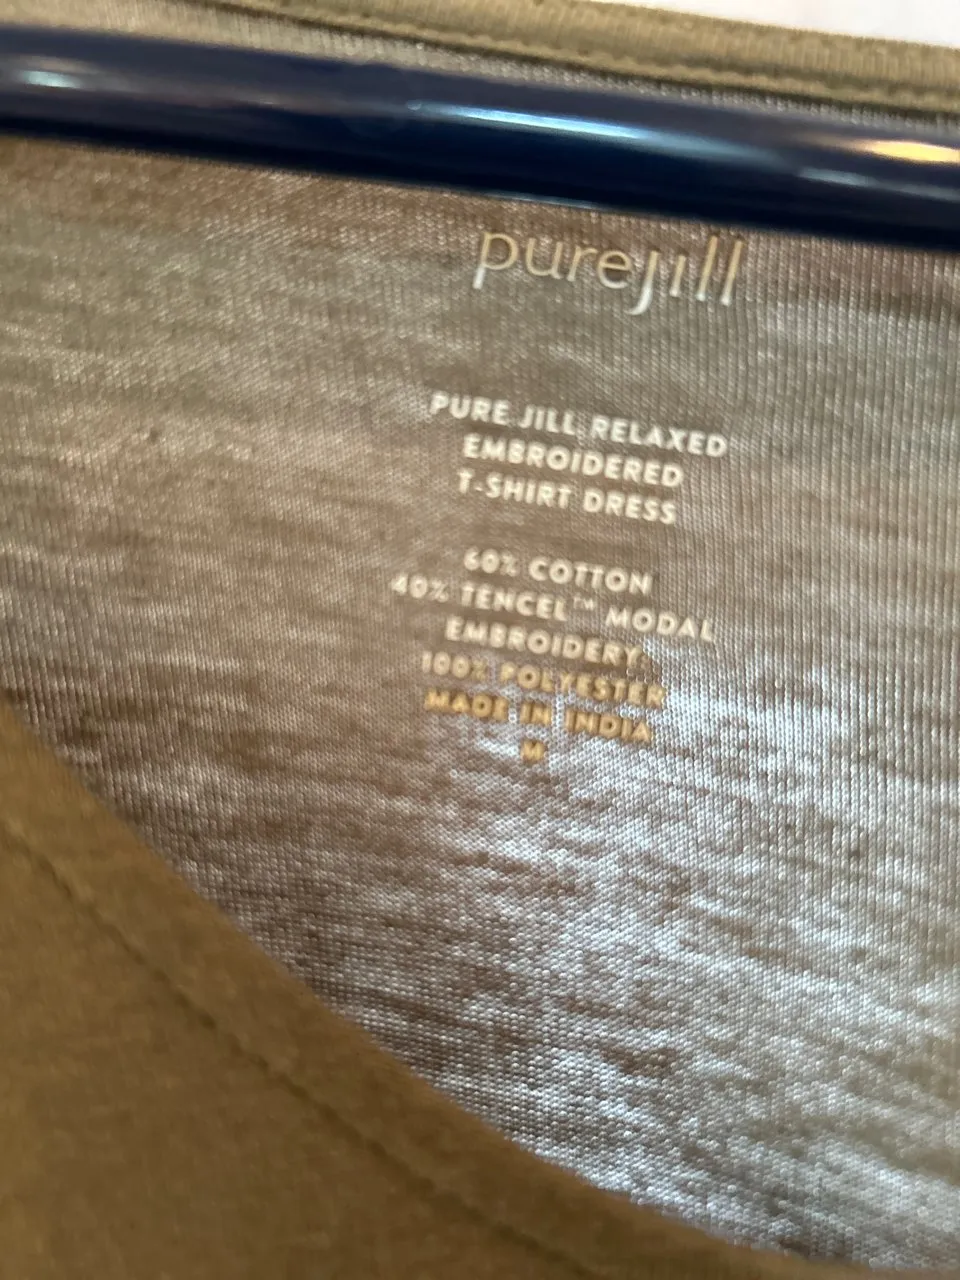 purejill
PURE JILL RELAXED
EMBROIDERED
T-SHIRT DRESS
60% COTTON
40% TENCEL™ MODAL
EMBROIDERY:
100% POLYESTER
MADE IN INDIA
M